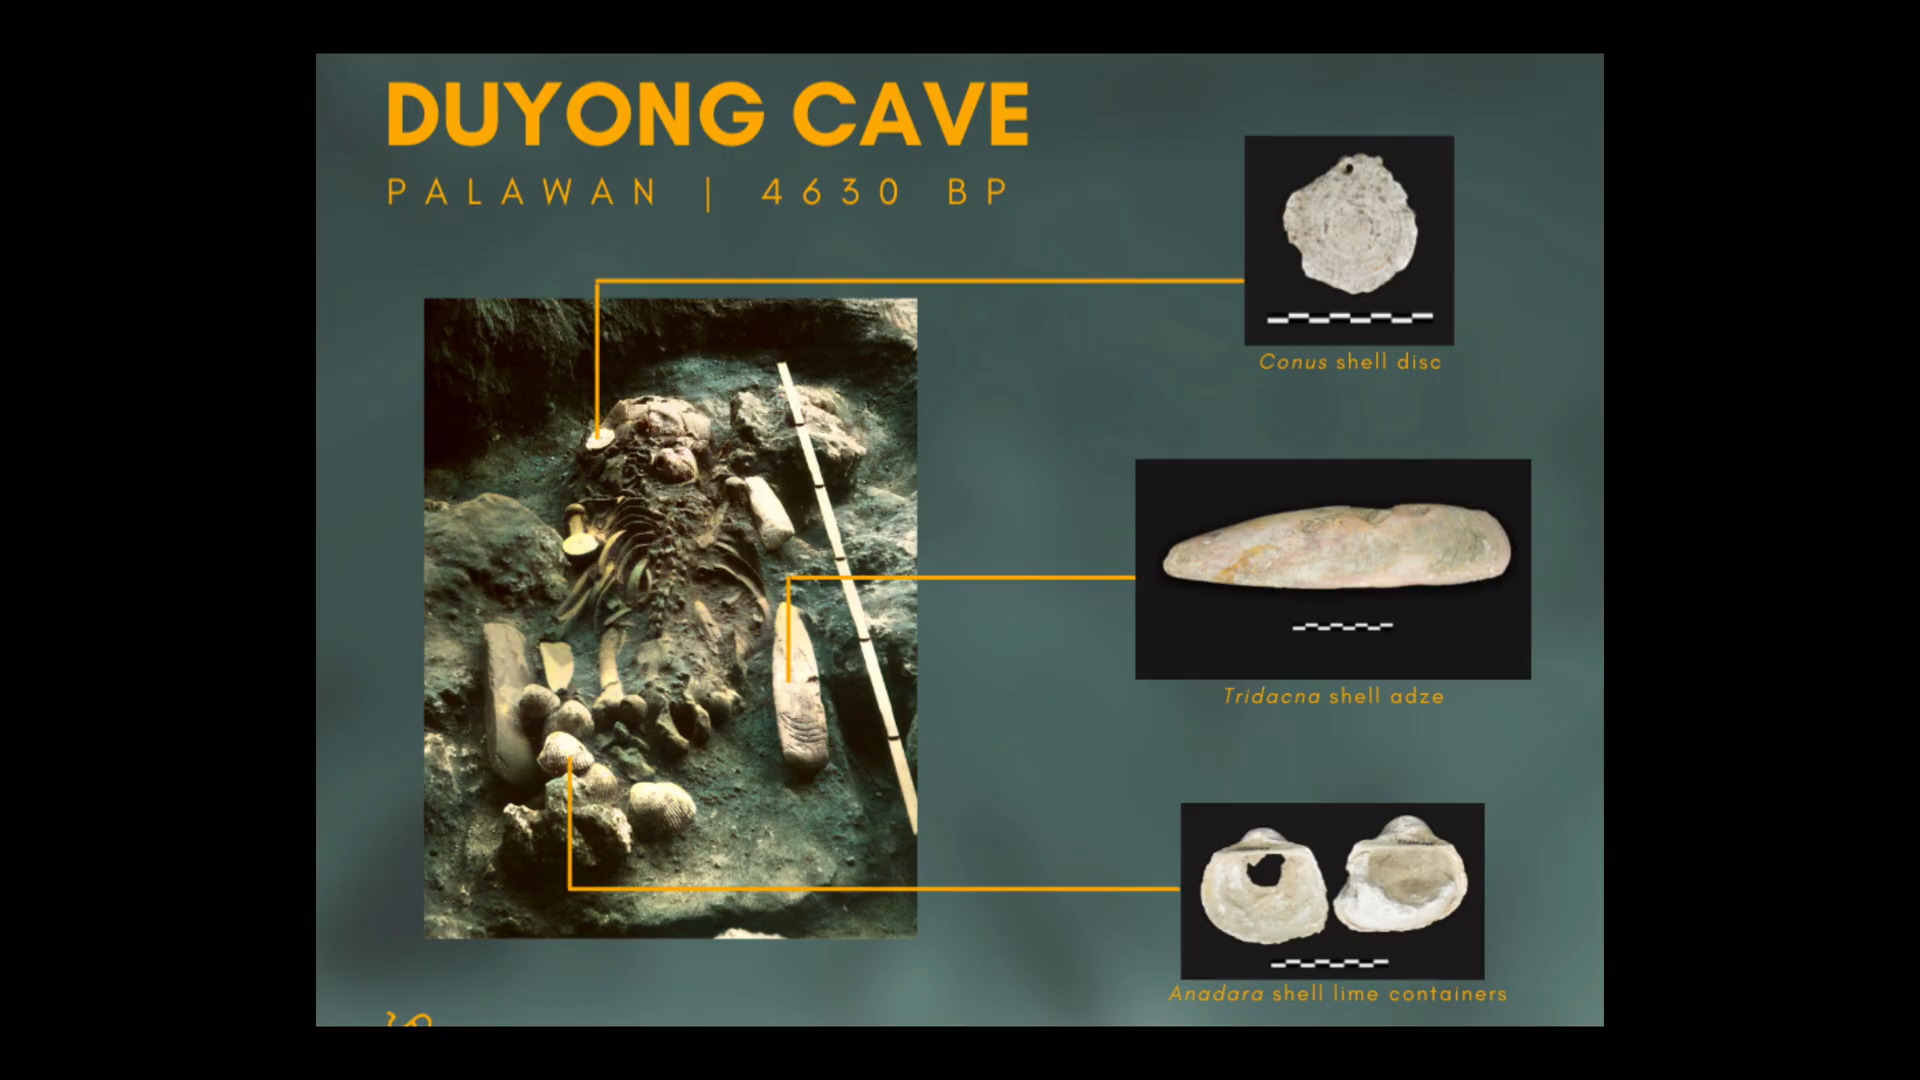 DUYONG CAVE
PALAWAN | 4630 BP
Conus shell disc
Tridacna shell adze
Anadara shell lime containers